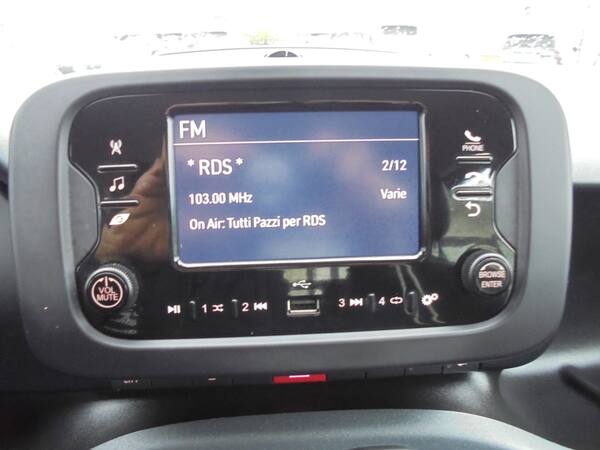 FM
* RDS *
2/12
103.00 MHz
Varie
On Air: Tutti Pazzi per RDS
PHONE
VOL
MUTE
BROWSE
ENTER
1
2
3
4